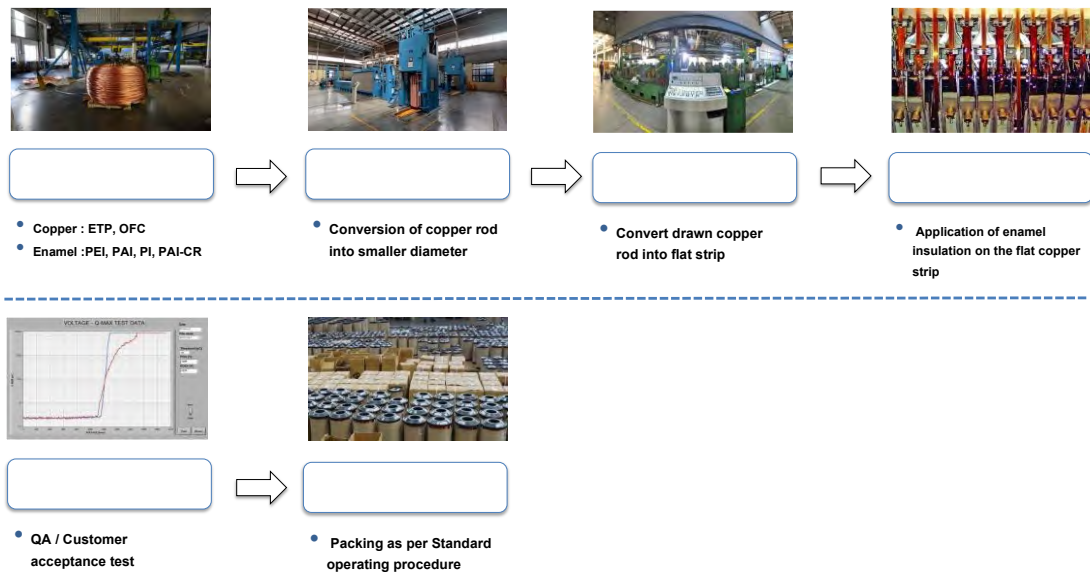 Copper : ETP, OFC
Enamel :PEI, PAI, PI, PAI-CR
Conversion of copper rod
into smaller diameter
Convert drawn copper
rod into flat strip
Application of enamel
insulation on the flat copper
strip
VOLTAGE - Q-MAX TEST DATA
QA / Customer
acceptance test
Packing as per Standard
operating procedure